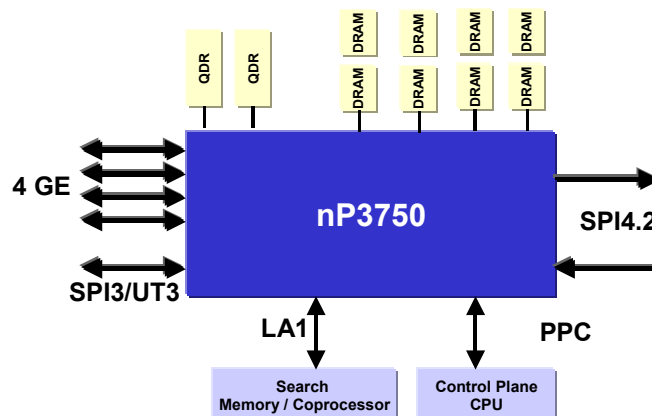 DRAM DRAM DRAM DRAM
QDR QDR DRAM DRAM DRAM DRAM
4 GE
nP3750
SPI4.2
SPI3/UT3
LA1
PPC
Search
Memory / Coprocessor
Control Plane
CPU